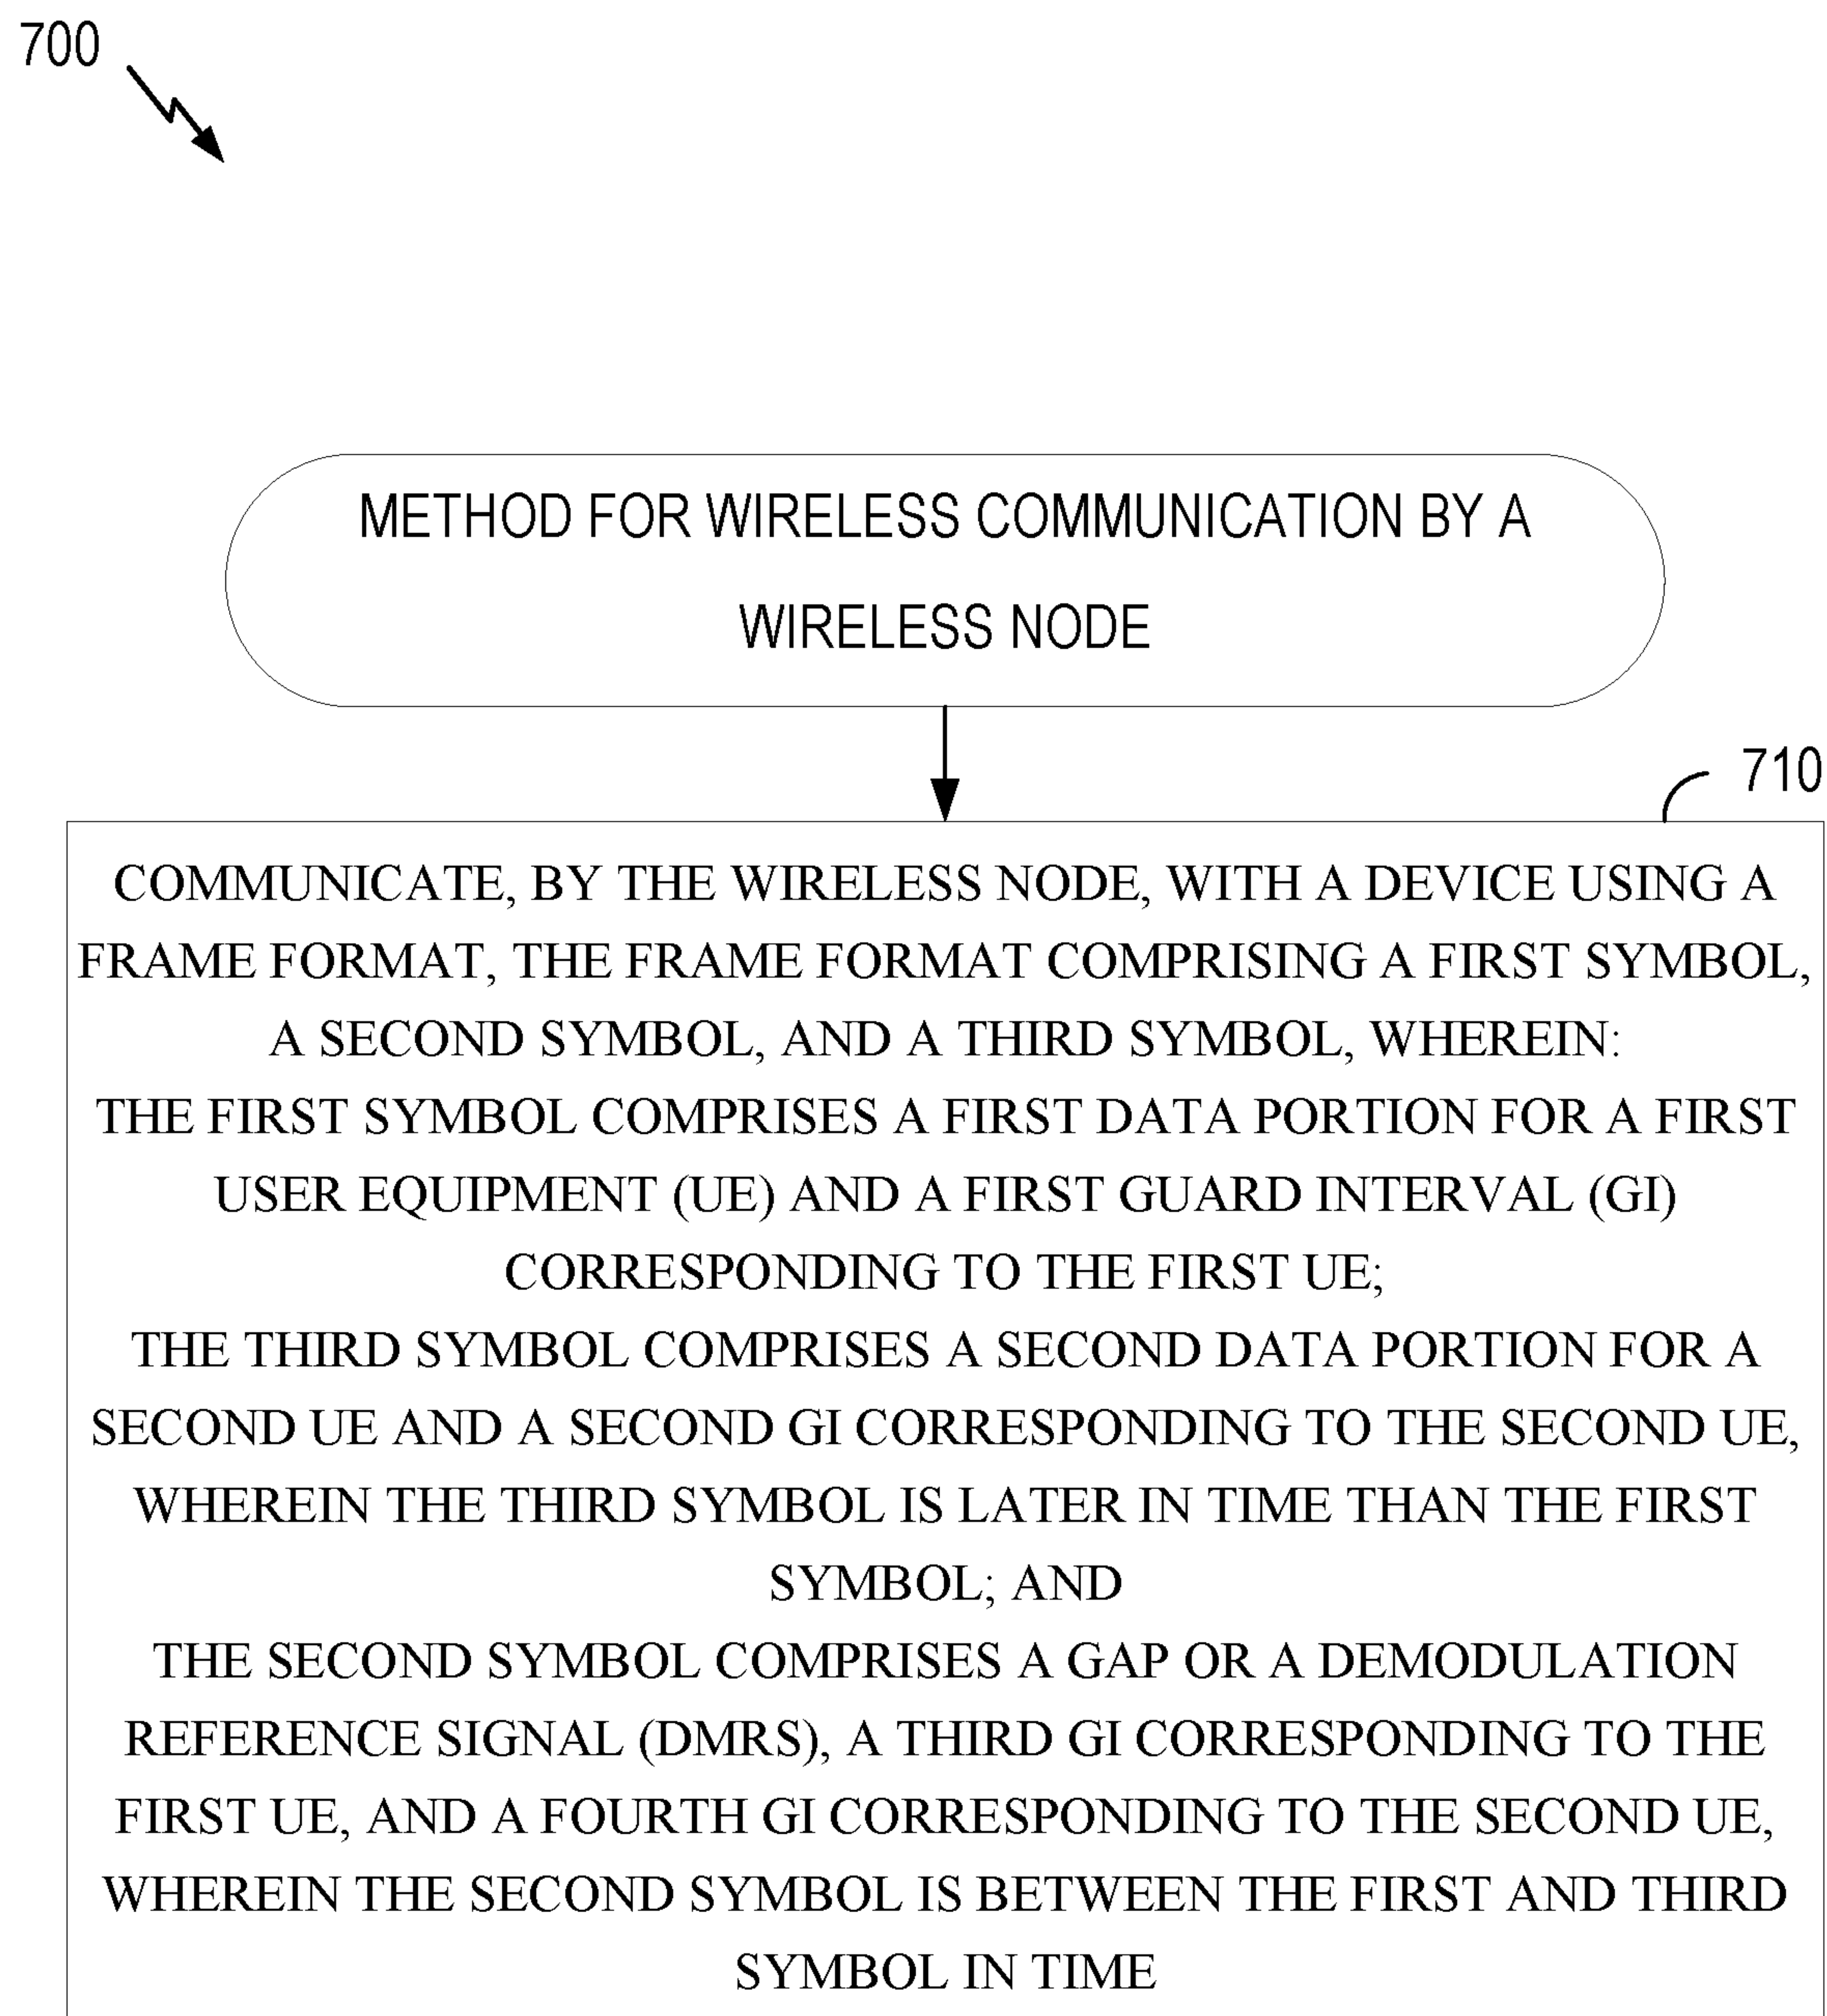 700
METHOD FOR WIRELESS COMMUNICATION BY A
WIRELESS NODE
710
COMMUNICATE, BY THE WIRELESS NODE, WITH A DEVICE USING A
FRAME FORMAT, THE FRAME FORMAT COMPRISING A FIRST SYMBOL,
A SECOND SYMBOL, AND A THIRD SYMBOL, WHEREIN:
THE FIRST SYMBOL COMPRISES A FIRST DATA PORTION FOR A FIRST
USER EQUIPMENT (UE) AND A FIRST GUARD INTERVAL (GI)
CORRESPONDING TO THE FIRST UE;
THE THIRD SYMBOL COMPRISES A SECOND DATA PORTION FOR A
SECOND UE AND A SECOND GI CORRESPONDING TO THE SECOND UE,
WHEREIN THE THIRD SYMBOL IS LATER IN TIME THAN THE FIRST
SYMBOL; AND
THE SECOND SYMBOL COMPRISES A GAP OR A DEMODULATION
REFERENCE SIGNAL (DMRS), A THIRD GI CORRESPONDING TO THE
FIRST UE, AND A FOURTH GI CORRESPONDING TO THE SECOND UE,
WHEREIN THE SECOND SYMBOL IS BETWEEN THE FIRST AND THIRD
SYMBOL IN TIME